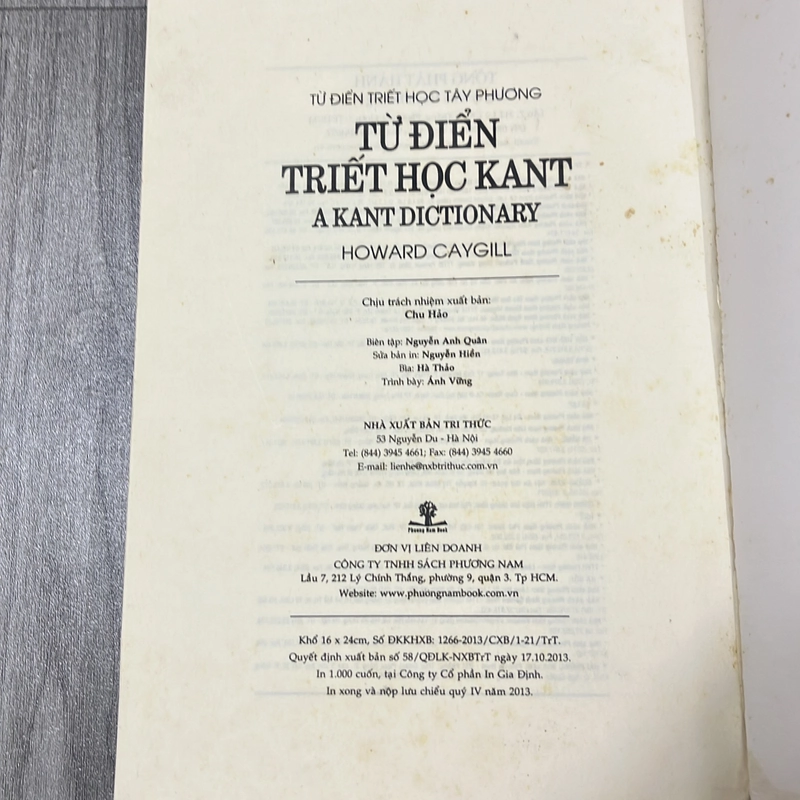 TỪ ĐIỂN TRIẾT HỌC TÂY PHƯƠNG
TỪ ĐIỂN
TRIẾT HỌC KANT
A KANT DICTIONARY
HOWARD CAYGILL
Chịu trách nhiệm xuất bản:
Chu Hảo
Biên tập: Nguyễn Anh Quân
Sửa bản in: Nguyễn Hiền
Bìa: Hà Thảo
Trình bày: Ánh Vững
NHÀ XUẤT BẢN TRI THỨC
53 Nguyễn Du - Hà Nội
Tel: (844) 3945 4661; Fax: (844) 3945 4660
E-mail: lienhe@nxbtrithuc.com.vn
Phuong Nam Book
ĐƠN VỊ LIÊN DOANH
CÔNG TY TNHH SÁCH PHƯƠNG NAM
Lầu 7, 212 Lý Chính Thắng, phường 9, quận 3. Tp HCM.
Website: www.phuongnambook.com.vn
Khổ 16 x 24cm, Số ĐKKHXB: 1266-2013/CXB/1-21/TrT.
Quyết định xuất bản số 58/QĐLK-NXBTrT ngày 17.10.2013.
In 1.000 cuốn, tại Công ty Cổ phần In Gia Định.
In xong và nộp lưu chiểu quý IV năm 2013.